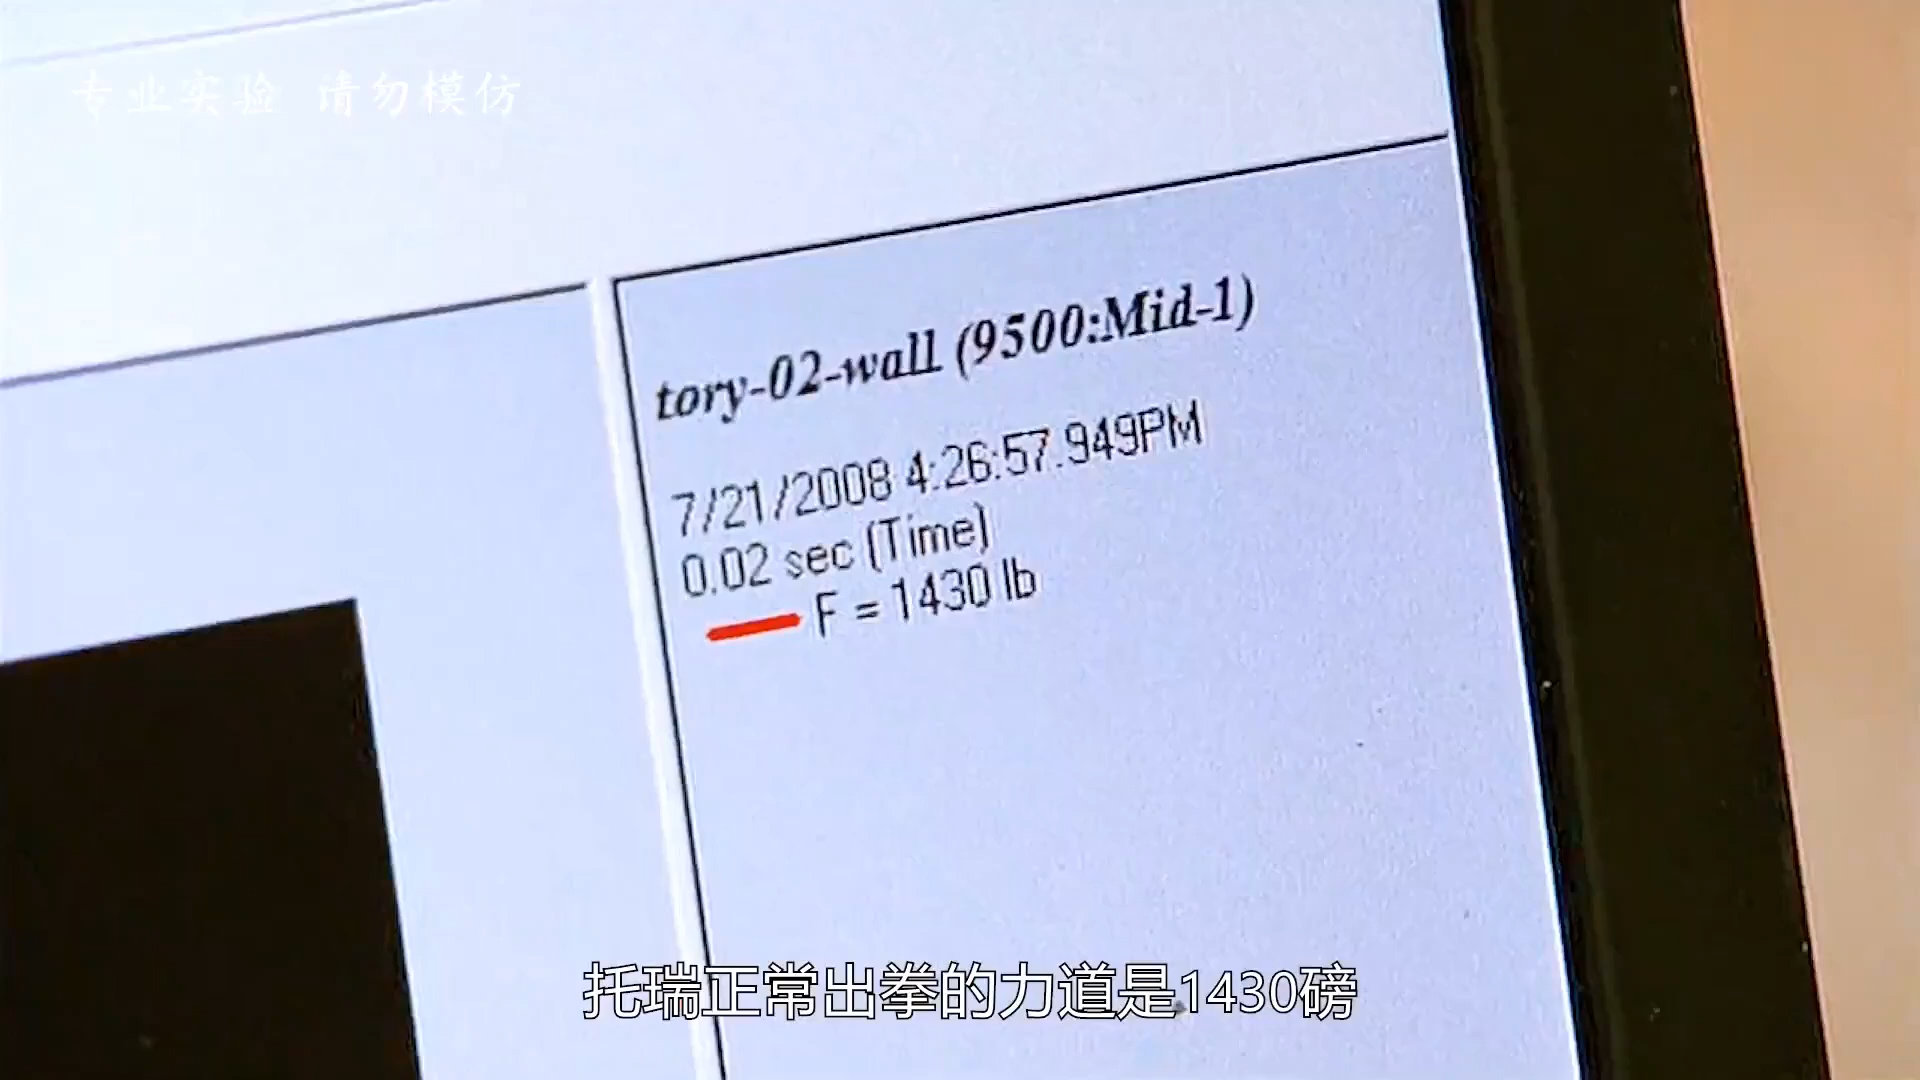 专业实验 请勿模仿
tory-02-wall (9500:Mid-1)
7/21/2008 4:26:57.949PM
0.02 sec (Time)
F = 1430 lb
托瑞正常出拳的力道是1430磅